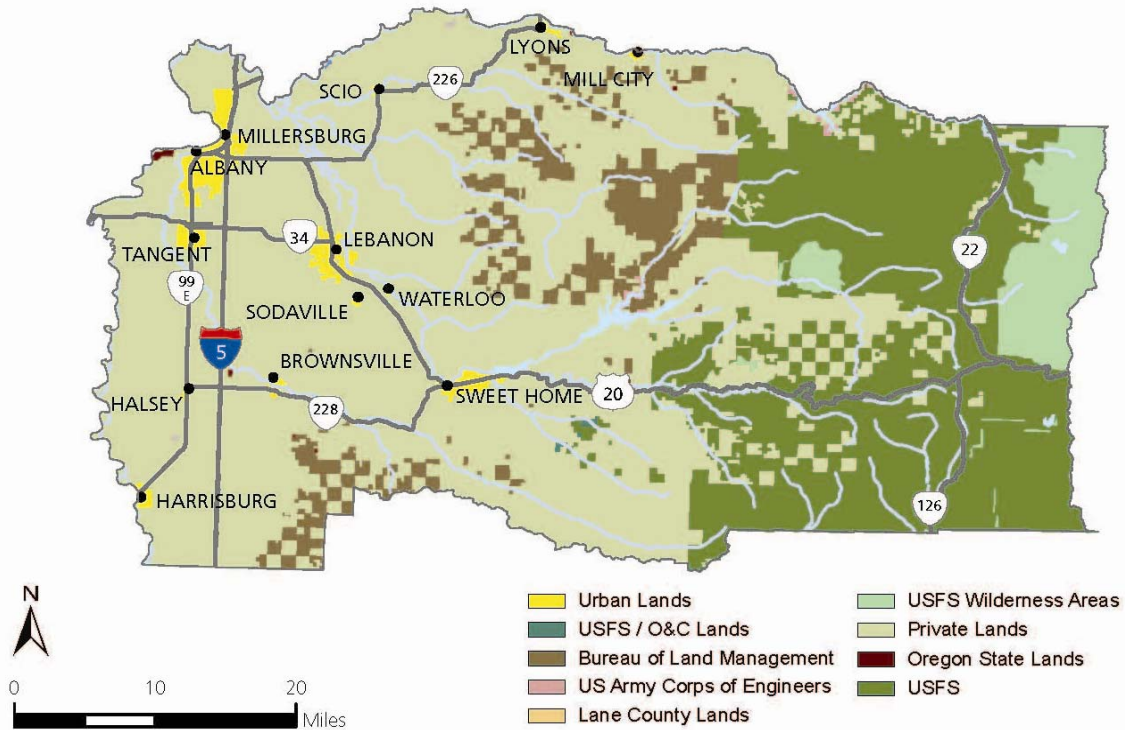 LYONS
MILL CITY
SCIO
226
MILLERSBURG
ALBANY
34
LEBANON
TANGENT
22
99
E
WATERLOO
SODAVILLE
5
BROWNSVILLE
HALSEY
SWEET HOME
20
228
HARRISBURG
126
N
0 10 20
Miles
Urban Lands
USFS / O&C Lands
Bureau of Land Management
US Army Corps of Engineers
Lane County Lands
USFS Wilderness Areas
Private Lands
Oregon State Lands
USFS